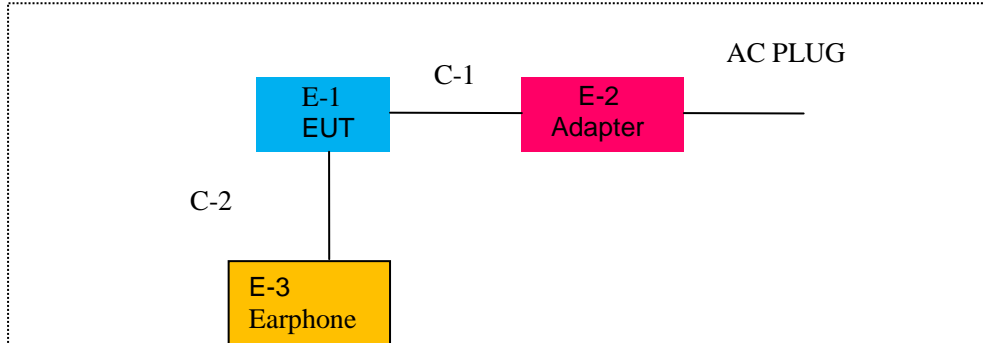 AC PLUG
C-1
E-1
EUT
E-2
Adapter
C-2
E-3
Earphone